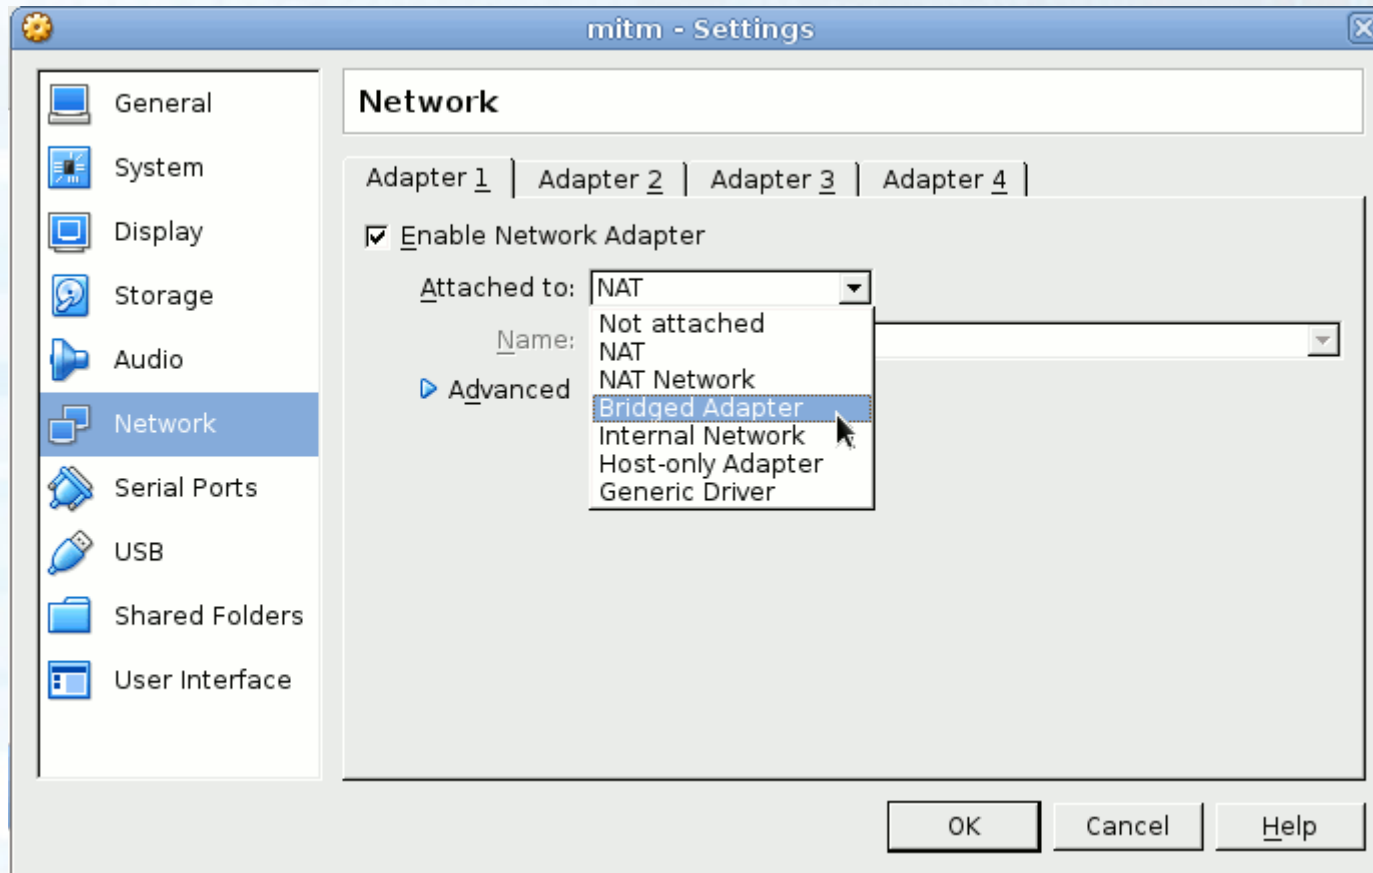 mitm - Settings
General
System
Display
Storage
Audio
Network
Serial Ports
USB
Shared Folders
User Interface
Network
Adapter 1
Adapter 2
Adapter 3
Adapter 4
Enable Network Adapter
Attached to: NAT
Not attached
NAT
NAT Network
Bridged Adapter
Internal Network
Host-only Adapter
Generic Driver
Name:
Advanced
OK
Cancel
Help